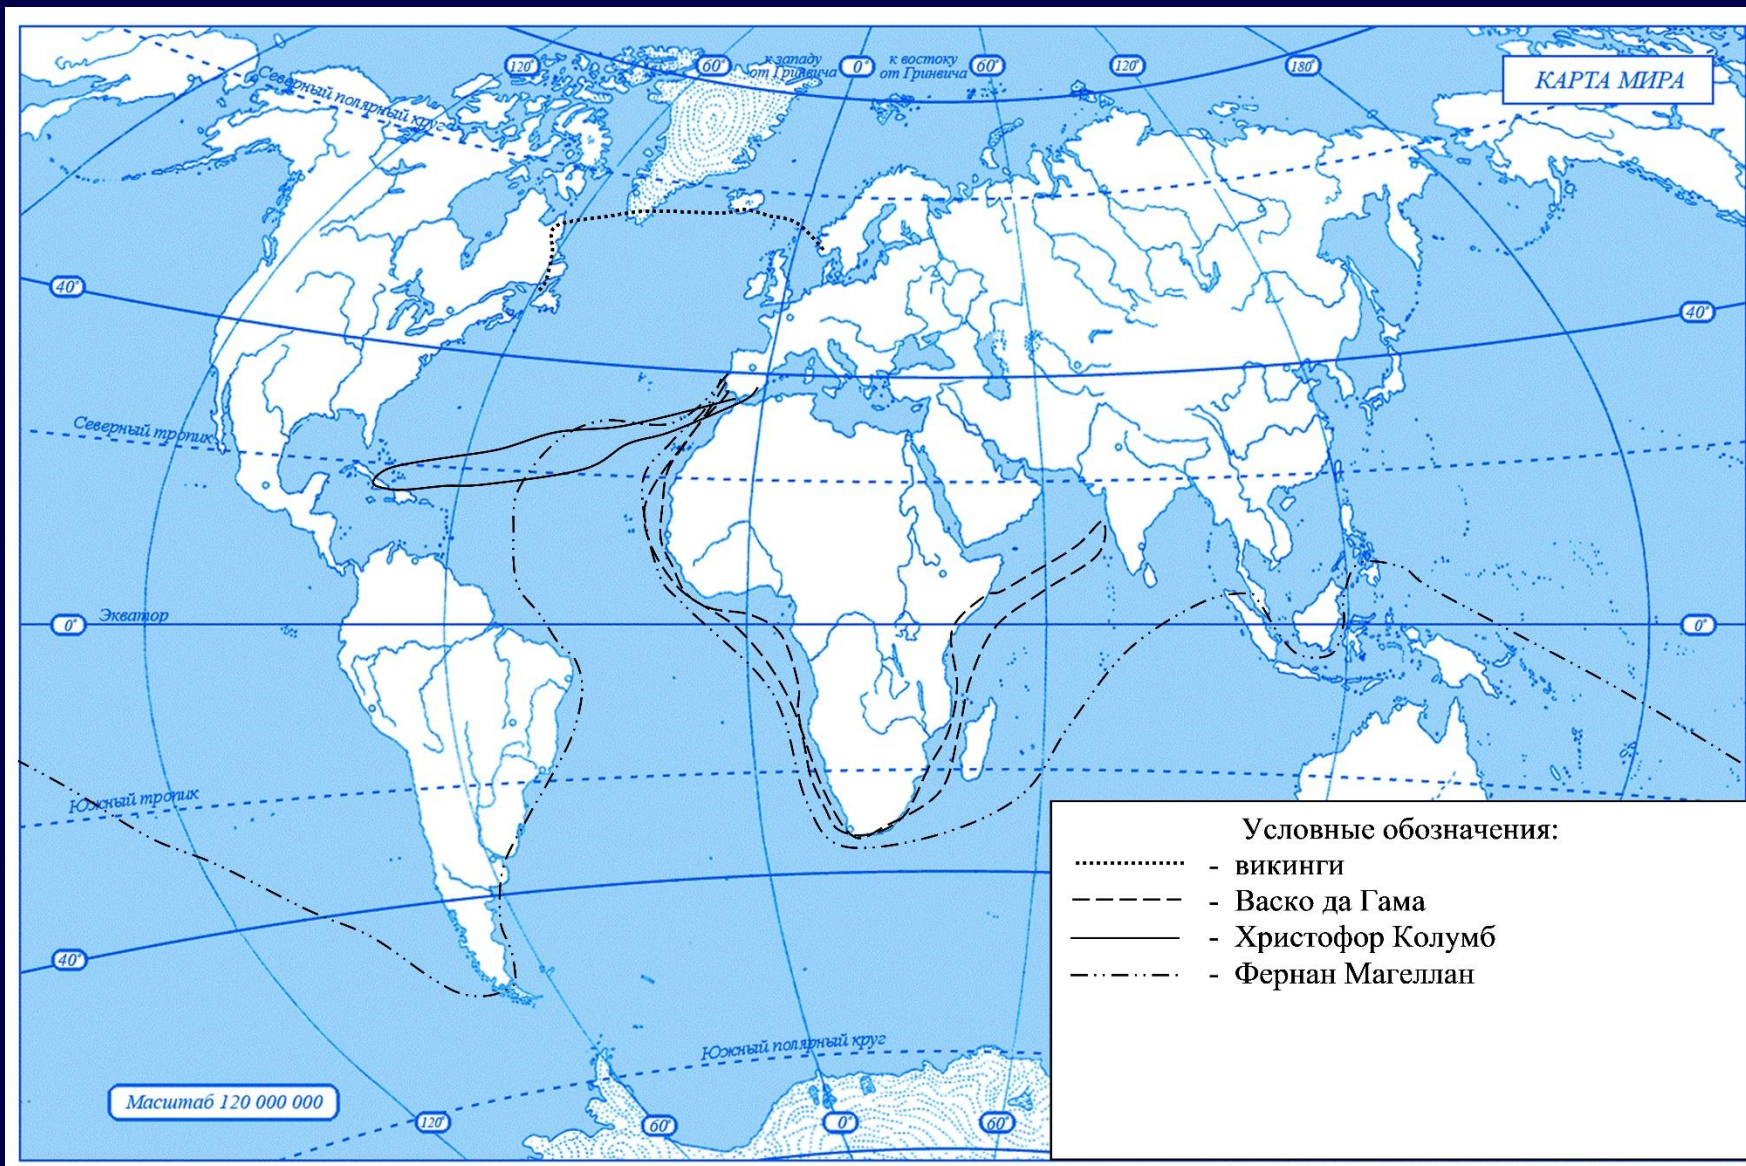 120°
60°
к западу
от Гринвича
0°
к востоку
от Гринвича
60°
120°
180°
КАРТА МИРА
Северный полярный круг
40°
40°
Северный тропик
Экватор
0°
0°
Южный тропик
40°
Южный полярный круг
Масштаб 120 000 000
120°
60°
0°
60°
Условные обозначения:
- викинги
- Васко да Гама
- Христофор Колумб
- Фернан Магеллан